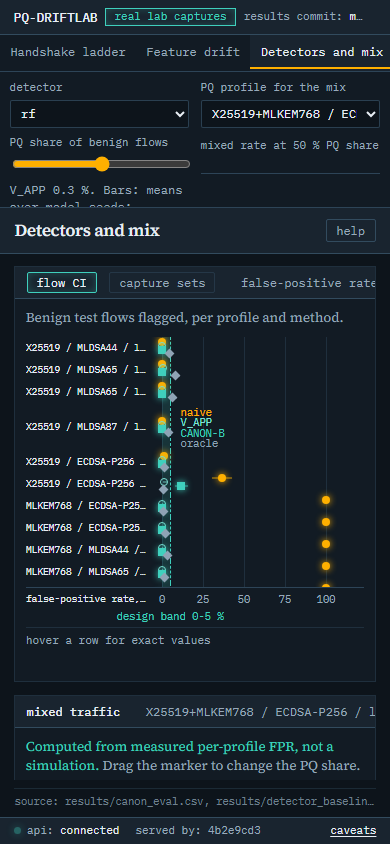 PQ-DRIFTLAB real lab captures results commit: m…
Handshake ladder Feature drift Detectors and mix
detector
PQ profile for the mix
rf
X25519+MLKEM768 / EC
PQ share of benign flows
mixed rate at 50 % PQ share
V_APP 0.3 %. Bars: means
over model seeds;
Detectors and mix
help
flow CI capture sets false-positive rate
Benign test flows flagged, per profile and method.
X25519 / MLDSA44 / l…
X25519 / MLDSA65 / l…
X25519 / MLDSA65 / l…
naive
V_APP
X25519 / MLDSA87 / l…
CANON-B
oracle
X25519 / ECDSA-P256 …
X25519 / ECDSA-P256 …
MLKEM768 / ECDSA-P25…
MLKEM768 / ECDSA-P25…
MLKEM768 / MLDSA44 /…
MLKEM768 / MLDSA65 /…
false-positive rate,…
0 25 50 75 100
design band 0-5 %
hover a row for exact values
mixed traffic X25519+MLKEM768 / ECDSA-P256 / l
Computed from measured per-profile FPR, not a
simulation. Drag the marker to change the PQ share.
source: results/canon_eval.csv, results/detector_baselin…
api: connected served by: 4b2e9cd3 caveats